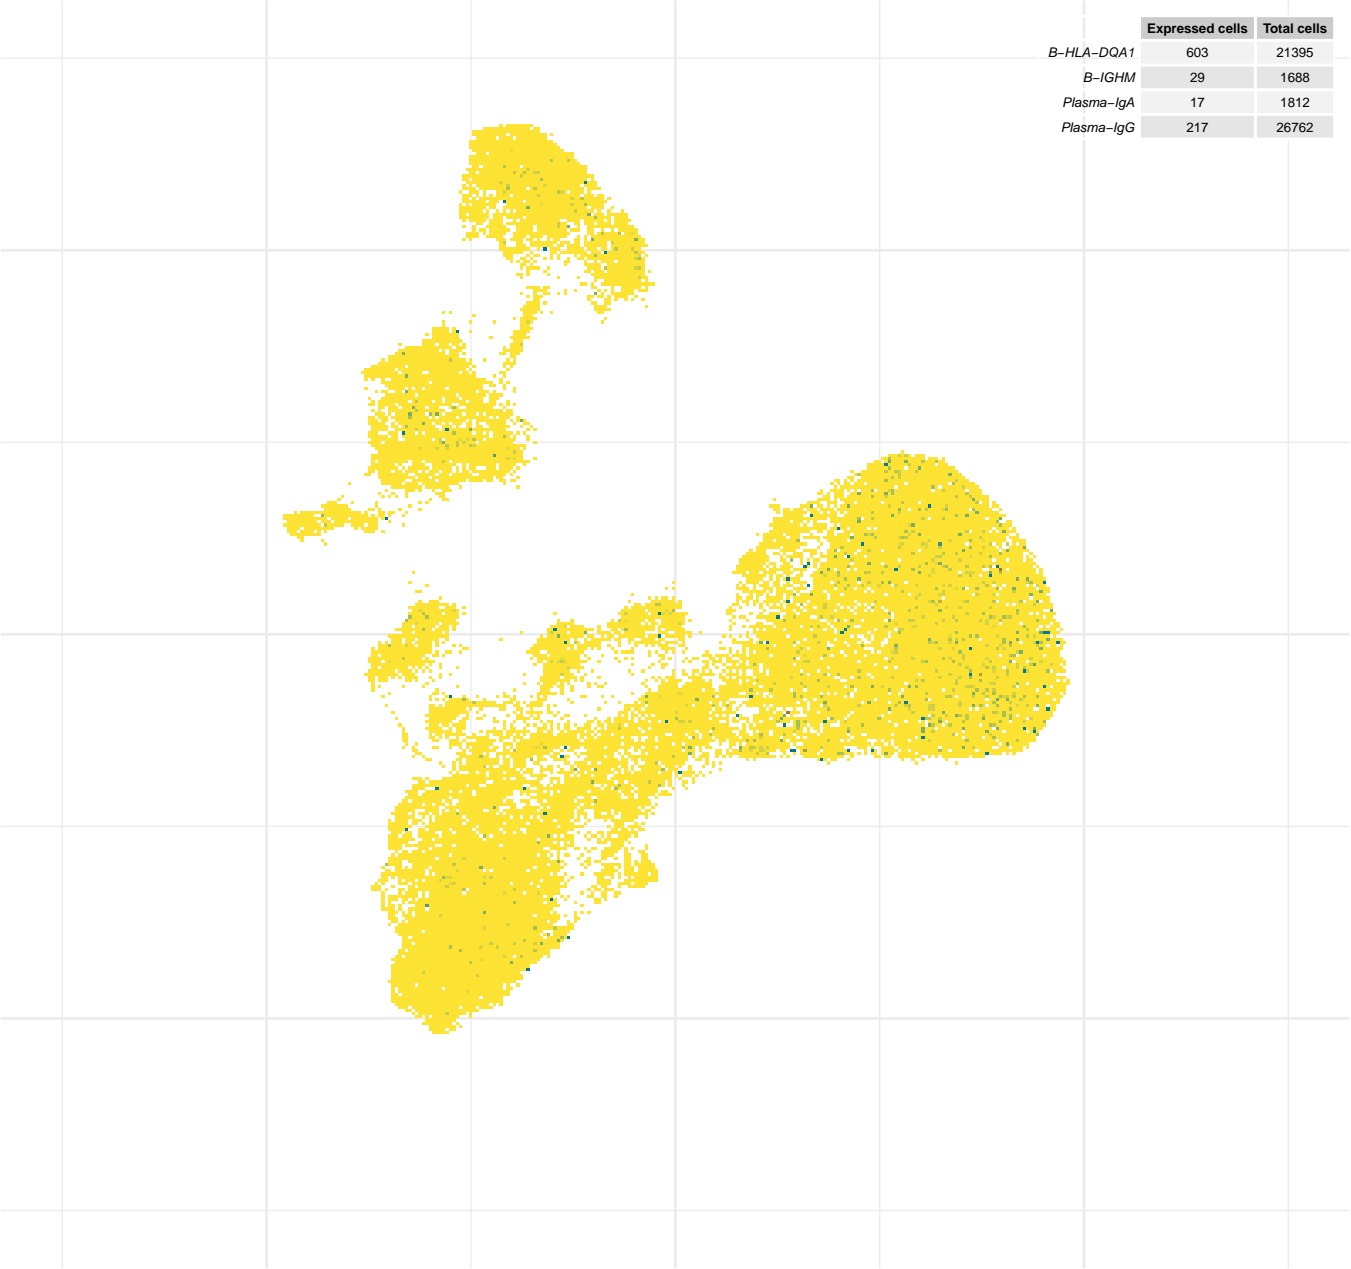 Expressed cells Total cells
B−HLA−DQA1 603 21395
B−IGHM 29 1688
Plasma−IgA 17 1812
Plasma−IgG 217 26762